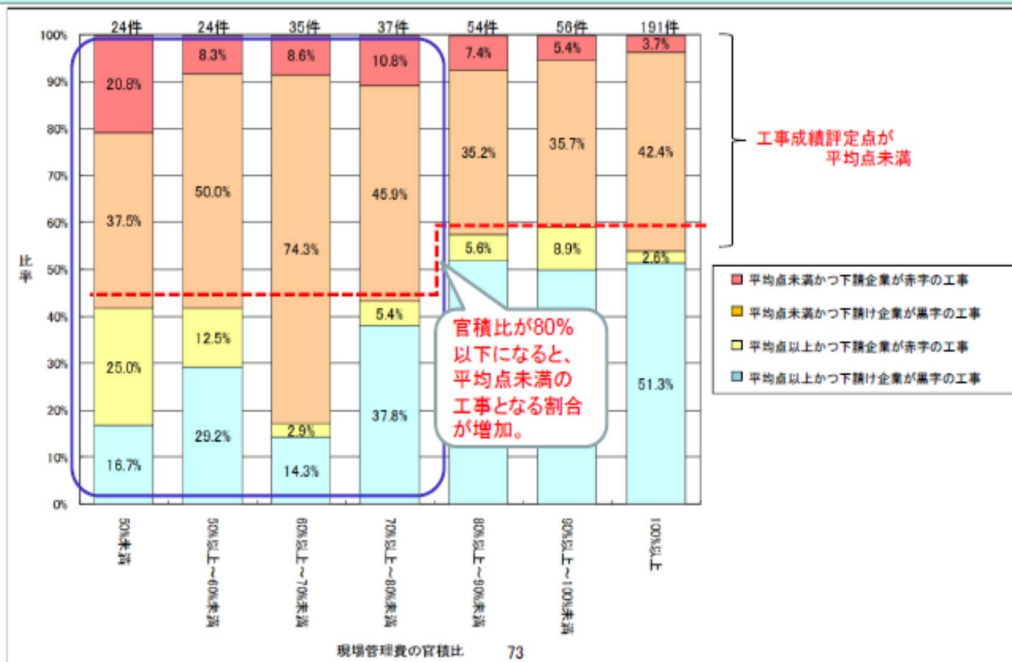 24件 24件 35件 37件 54件 56件 191件
100%
90%
80%
70%
60%
50%
40%
30%
20%
10%
0%
比率
20.8% 8.3% 8.6% 10.8% 7.4% 5.4% 3.7%
37.5% 50.0% 74.3% 45.9% 35.2% 35.7% 42.4%
25.0% 12.5% 2.9% 5.4% 5.6% 8.9% 2.6%
16.7% 29.2% 14.3% 37.8% 51.3%
工事成績評定点が
平均点未満
官積比が80%
以下になると、
平均点未満の
工事となる割合
が増加。
平均点未満かつ下請企業が赤字の工事
平均点未満かつ下請け企業が黒字の工事
平均点以上かつ下請企業が赤字の工事
平均点以上かつ下請け企業が黒字の工事
50%未満
50%以上～60%未満
60%以上～70%未満
70%以上～80%未満
80%以上～90%未満
90%以上～100%未満
100%以上
現場管理費の官積比
73